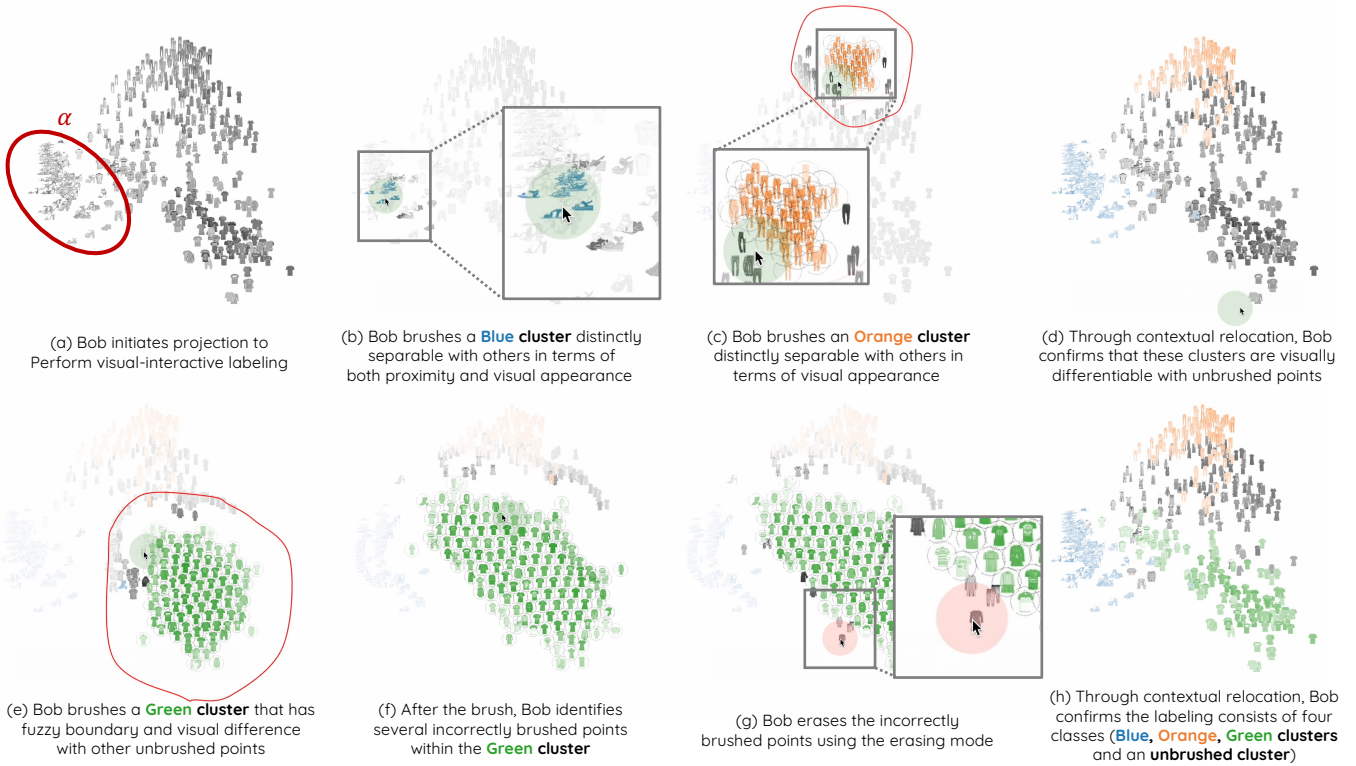 α
(a) Bob initiates projection to
Perform visual-interactive labeling
(b) Bob brushes a Blue cluster distinctly
separable with others in terms of
both proximity and visual appearance
(c) Bob brushes an Orange cluster
distinctly separable with others in
terms of visual appearance
(d) Through contextual relocation, Bob
confirms that these clusters are visually
differentiable with unbrushed points
(e) Bob brushes a Green cluster that has
fuzzy boundary and visual difference
with other unbrushed points
(f) After the brush, Bob identifies
several incorrectly brushed points
within the Green cluster
(g) Bob erases the incorrectly
brushed points using the erasing mode
(h) Through contextual relocation, Bob
confirms the labeling consists of four
classes (Blue, Orange, Green clusters
and an unbrushed cluster)